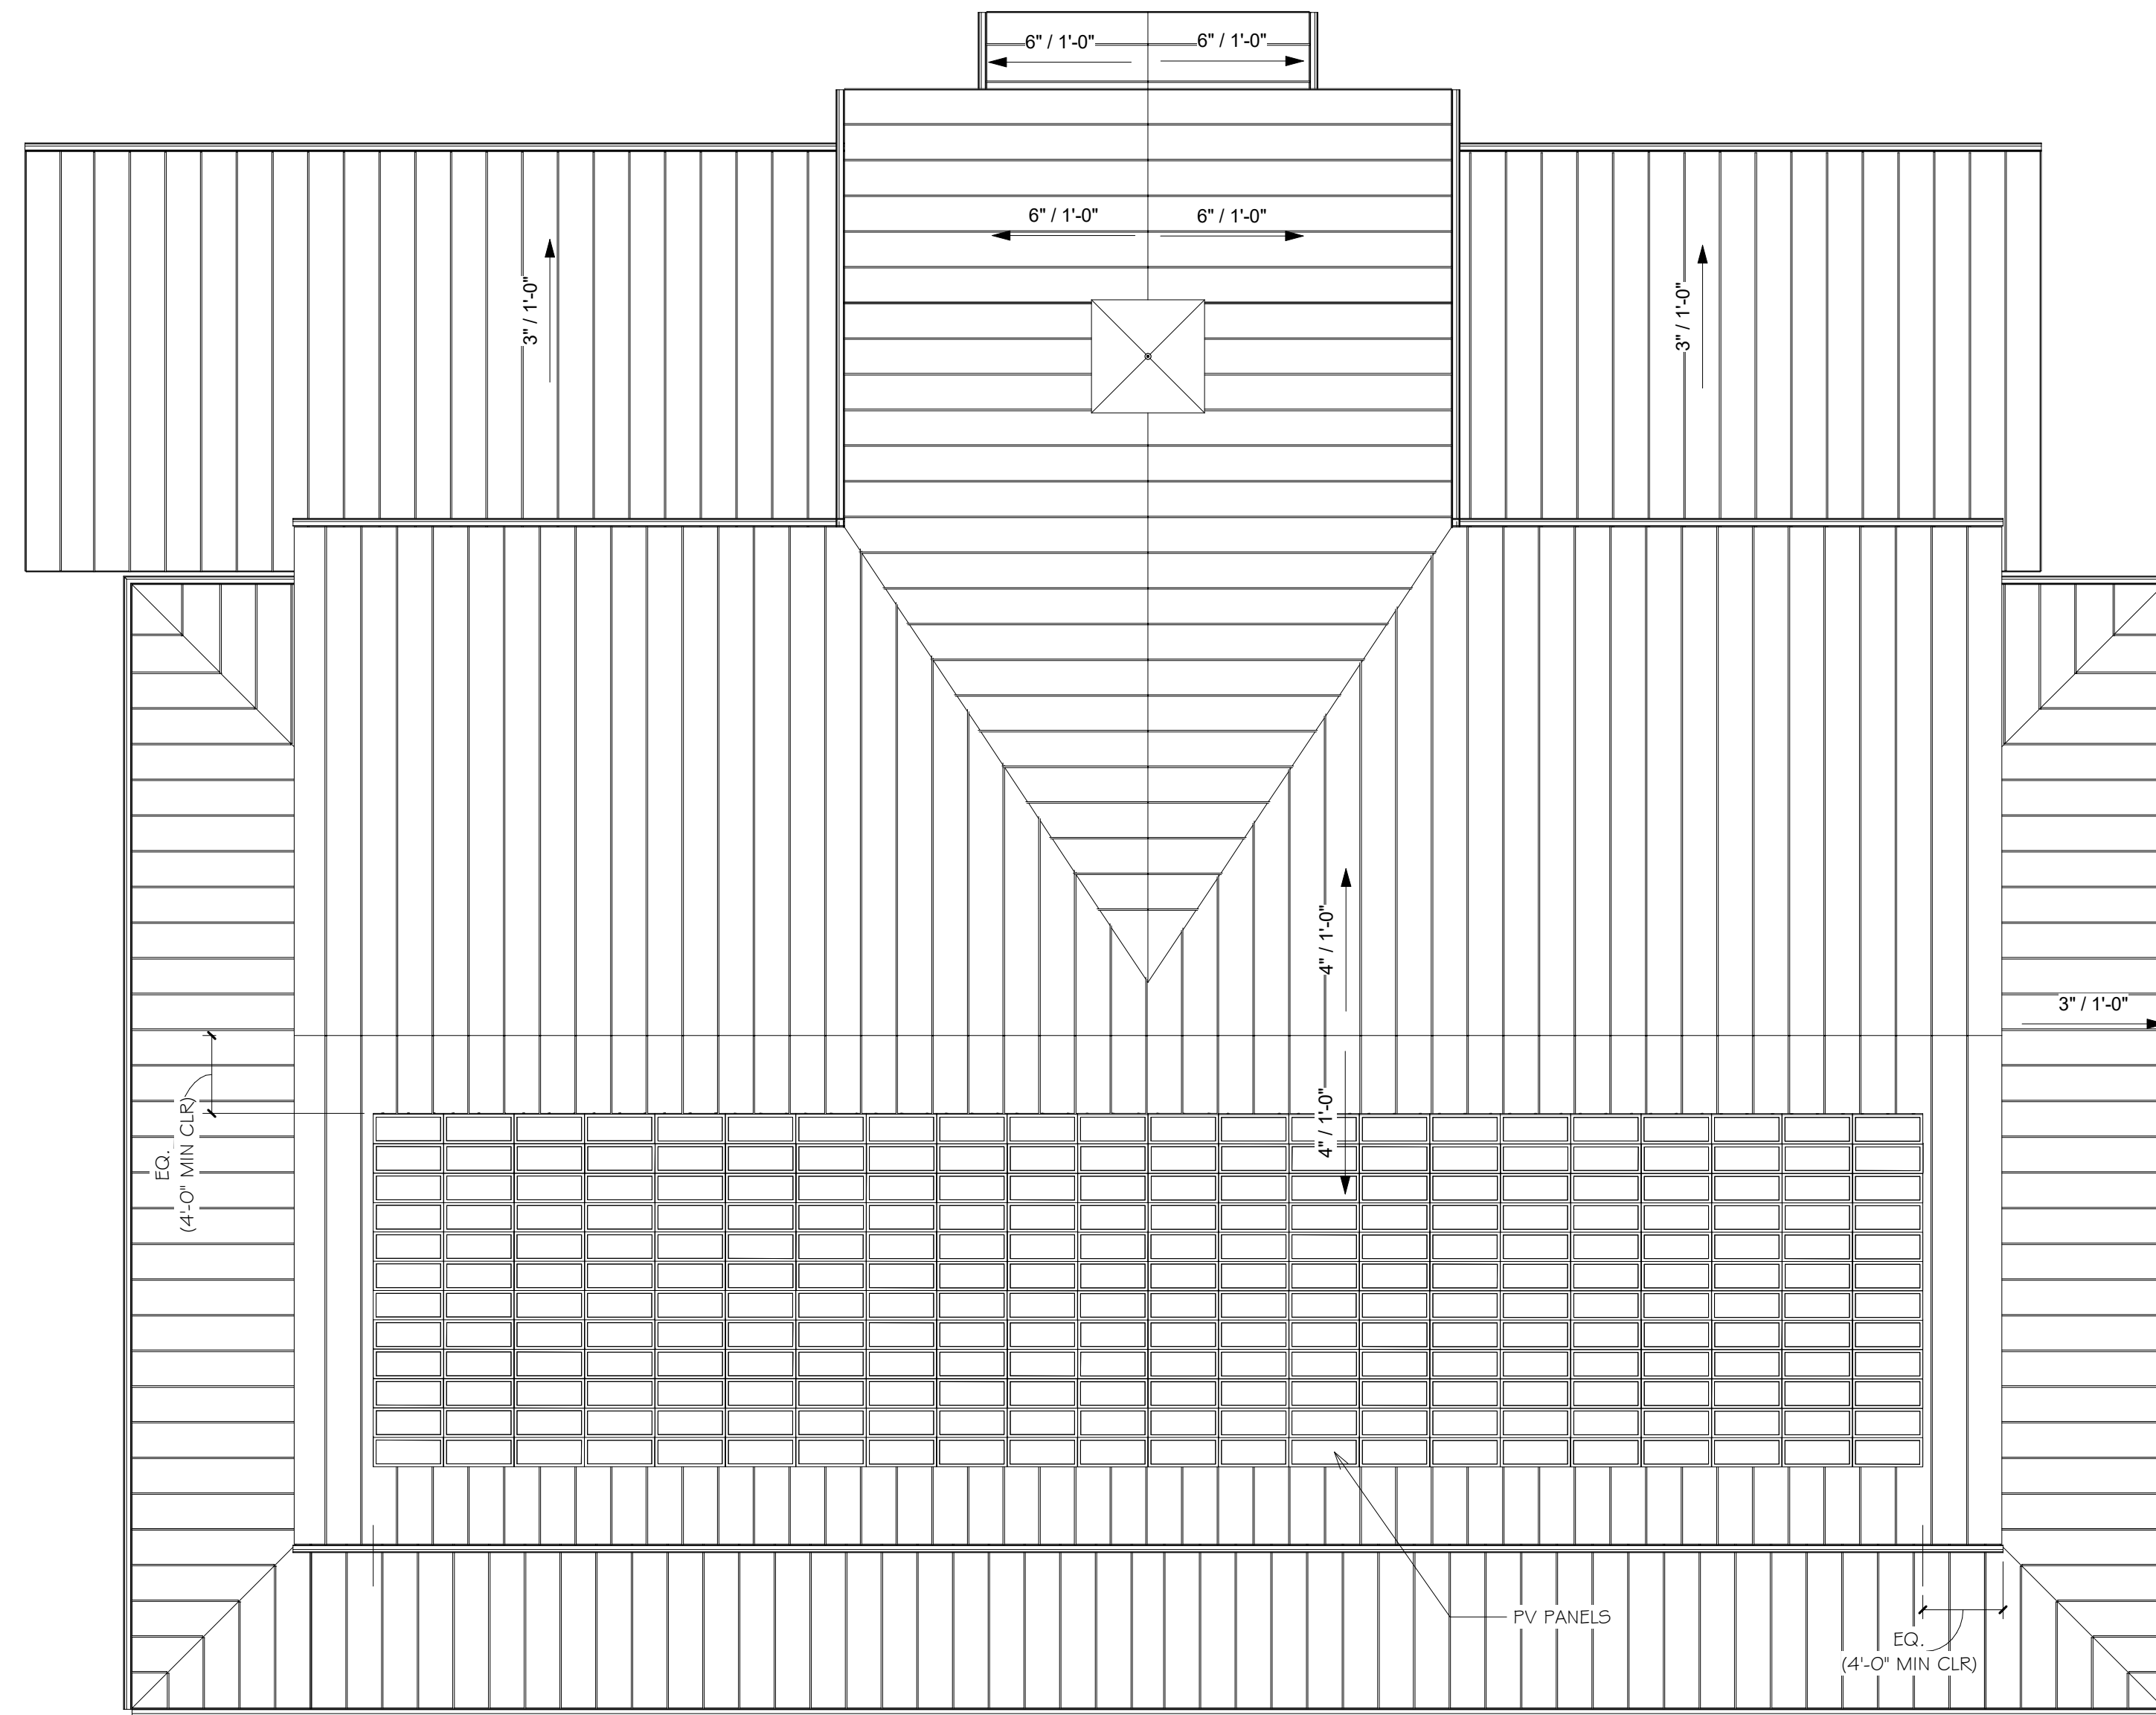 6" / 1'-0"
6" / 1'-0"
6" / 1'-0"
6" / 1'-0"
3" / 1'-0"
3" / 1'-0"
4" / 1'-0"
3" / 1'-0"
4" / 1'-0"
EQ.
(4'-0" MIN CLR)
PV PANELS
EQ.
(4'-0" MIN CLR)